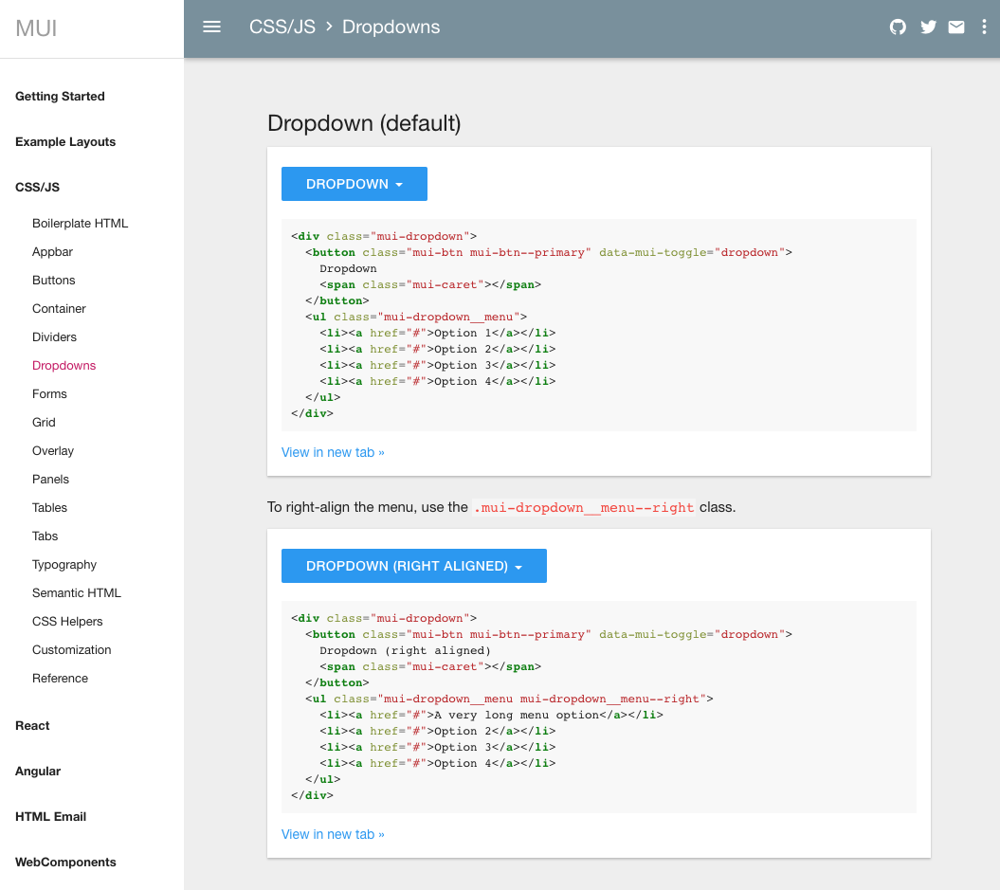 MUI
CSS/JS > Dropdowns
Getting Started
Example Layouts
CSS/JS
Boilerplate HTML
Appbar
Buttons
Container
Dividers
Dropdowns
Forms
Grid
Overlay
Panels
Tables
Tabs
Typography
Semantic HTML
CSS Helpers
Customization
Reference
React
Angular
HTML Email
WebComponents
Dropdown (default)
DROPDOWN
<div class="mui-dropdown">
  <button class="mui-btn mui-btn--primary" data-mui-toggle="dropdown">
    Dropdown
    <span class="mui-caret"></span>
  </button>
  <ul class="mui-dropdown__menu">
    <li><a href="#">Option 1</a></li>
    <li><a href="#">Option 2</a></li>
    <li><a href="#">Option 3</a></li>
    <li><a href="#">Option 4</a></li>
  </ul>
</div>
View in new tab »
To right-align the menu, use the .mui-dropdown__menu--right class.
DROPDOWN (RIGHT ALIGNED)
<div class="mui-dropdown">
  <button class="mui-btn mui-btn--primary" data-mui-toggle="dropdown">
    Dropdown (right aligned)
    <span class="mui-caret"></span>
  </button>
  <ul class="mui-dropdown__menu mui-dropdown__menu--right">
    <li><a href="#">A very long menu option</a></li>
    <li><a href="#">Option 2</a></li>
    <li><a href="#">Option 3</a></li>
    <li><a href="#">Option 4</a></li>
  </ul>
</div>
View in new tab »